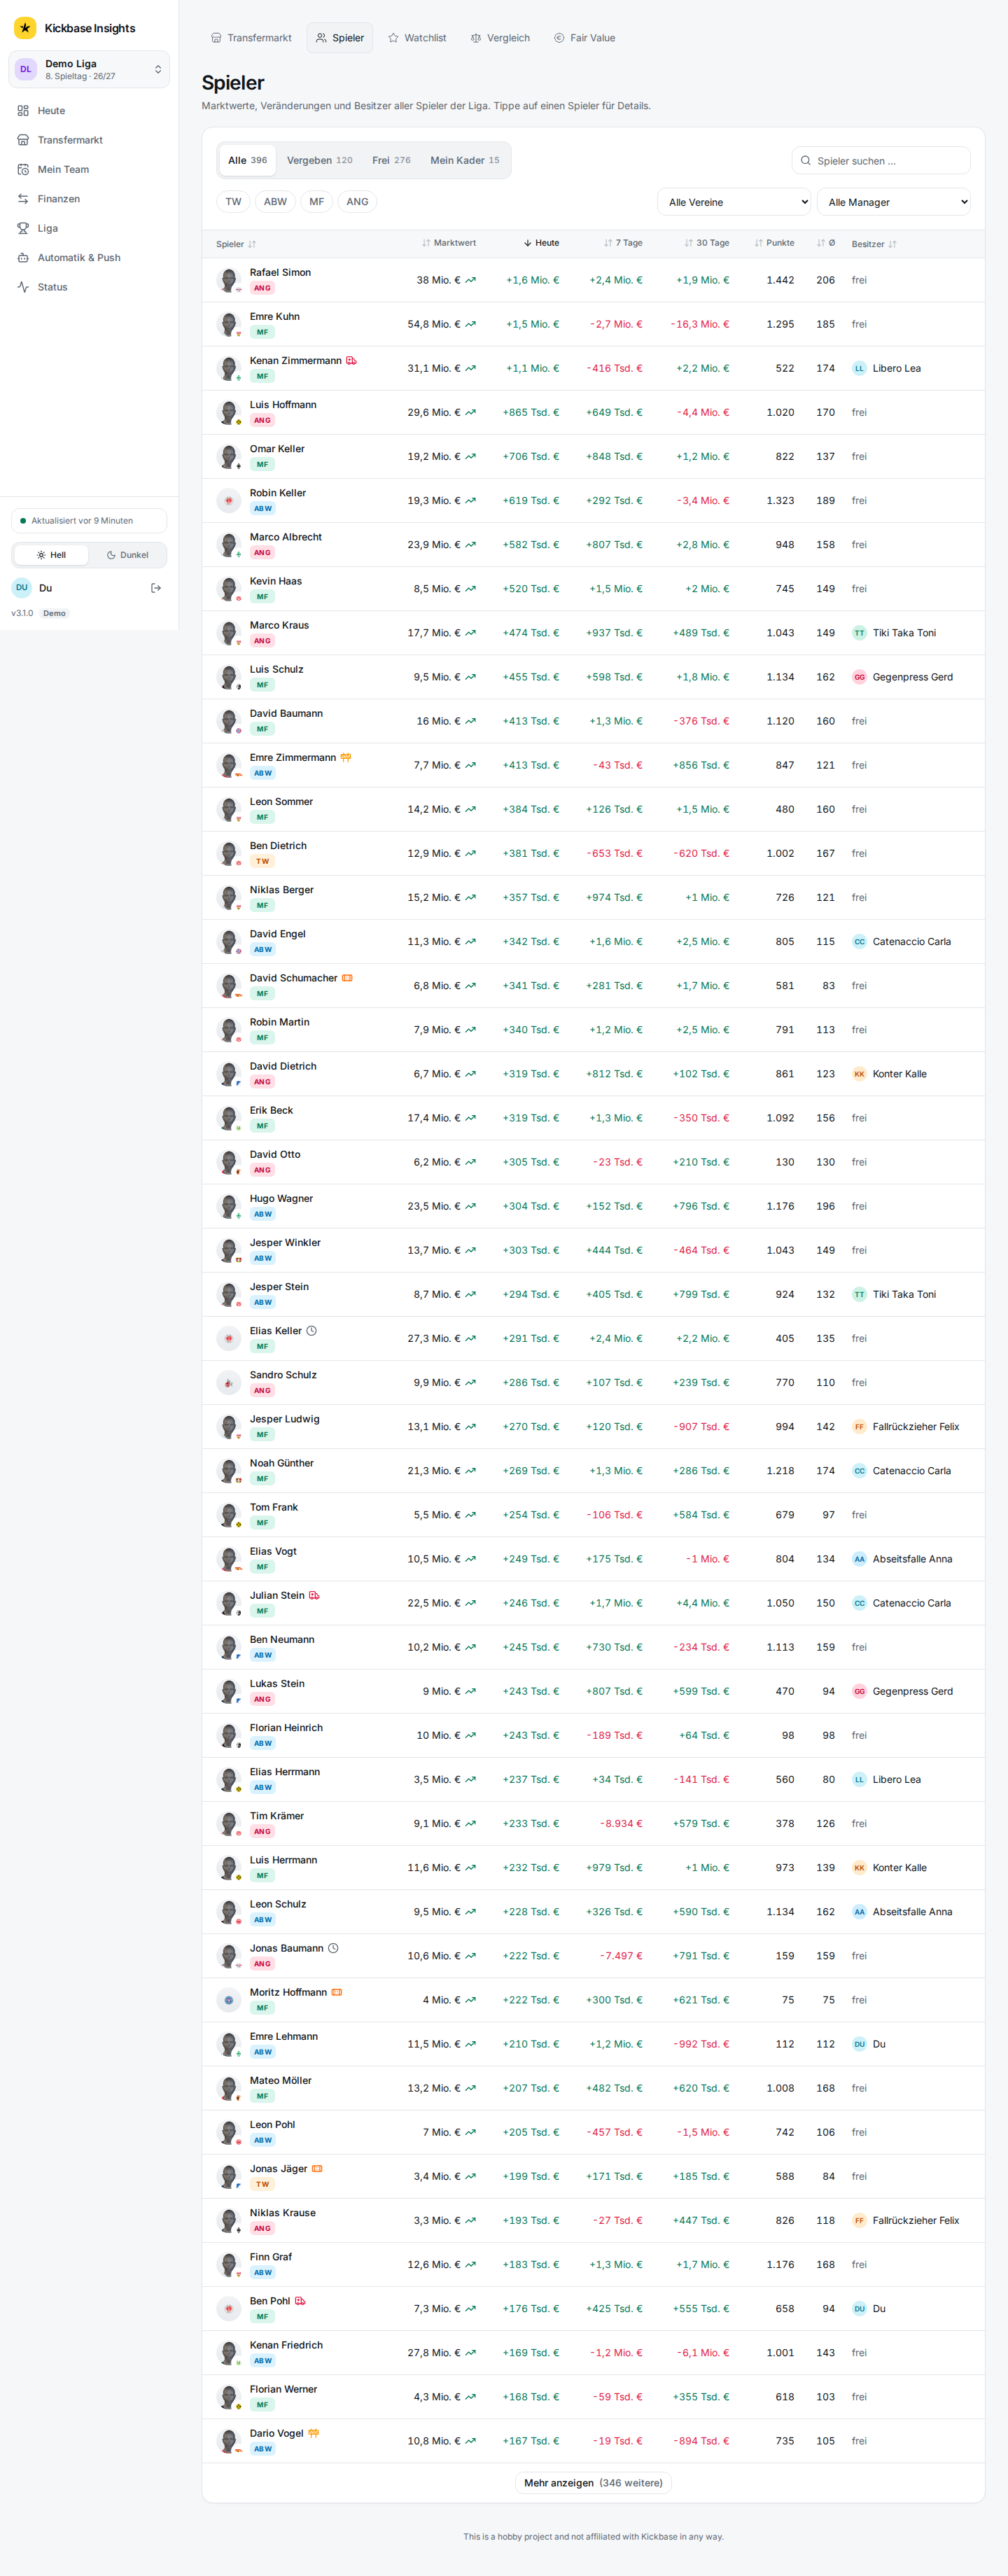 Kickbase Insights
DL
Demo Liga
8. Spieltag · 26/27
Heute
Transfermarkt
Mein Team
Finanzen
Liga
Automatik & Push
Status
Aktualisiert vor 9 Minuten
Hell Dunkel
DU Du
v3.1.0 Demo
Transfermarkt Spieler Watchlist Vergleich Fair Value
Spieler
Marktwerte, Veränderungen und Besitzer aller Spieler der Liga. Tippe auf einen Spieler für Details.
Alle 396 Vergeben 120 Frei 276 Mein Kader 15
Spieler suchen ...
TW ABW MF ANG Alle Vereine Alle Manager
Spieler Marktwert Heute 7 Tage 30 Tage Punkte Ø Besitzer
Rafael Simon
ANG
38 Mio. € +1,6 Mio. € +2,4 Mio. € +1,9 Mio. € 1.442 206 frei
Emre Kuhn
MF
54,8 Mio. € +1,5 Mio. € -2,7 Mio. € -16,3 Mio. € 1.295 185 frei
Kenan Zimmermann
MF
31,1 Mio. € +1,1 Mio. € -416 Tsd. € +2,2 Mio. € 522 174 LL Libero Lea
Luis Hoffmann
ANG
29,6 Mio. € +865 Tsd. € +649 Tsd. € -4,4 Mio. € 1.020 170 frei
Omar Keller
MF
19,2 Mio. € +706 Tsd. € +848 Tsd. € +1,2 Mio. € 822 137 frei
Robin Keller
ABW
19,3 Mio. € +619 Tsd. € +292 Tsd. € -3,4 Mio. € 1.323 189 frei
Marco Albrecht
ANG
23,9 Mio. € +582 Tsd. € +807 Tsd. € +2,8 Mio. € 948 158 frei
Kevin Haas
MF
8,5 Mio. € +520 Tsd. € +1,5 Mio. € +2 Mio. € 745 149 frei
Marco Kraus
ANG
17,7 Mio. € +474 Tsd. € +937 Tsd. € +489 Tsd. € 1.043 149 TT Tiki Taka Toni
Luis Schulz
MF
9,5 Mio. € +455 Tsd. € +598 Tsd. € +1,8 Mio. € 1.134 162 GG Gegenpress Gerd
David Baumann
MF
16 Mio. € +413 Tsd. € +1,3 Mio. € -376 Tsd. € 1.120 160 frei
Emre Zimmermann
ABW
7,7 Mio. € +413 Tsd. € -43 Tsd. € +856 Tsd. € 847 121 frei
Leon Sommer
MF
14,2 Mio. € +384 Tsd. € +126 Tsd. € +1,5 Mio. € 480 160 frei
Ben Dietrich
TW
12,9 Mio. € +381 Tsd. € -653 Tsd. € -620 Tsd. € 1.002 167 frei
Niklas Berger
MF
15,2 Mio. € +357 Tsd. € +974 Tsd. € +1 Mio. € 726 121 frei
David Engel
ABW
11,3 Mio. € +342 Tsd. € +1,6 Mio. € +2,5 Mio. € 805 115 CC Catenaccio Carla
David Schumacher
MF
6,8 Mio. € +341 Tsd. € +281 Tsd. € +1,7 Mio. € 581 83 frei
Robin Martin
MF
7,9 Mio. € +340 Tsd. € +1,2 Mio. € +2,5 Mio. € 791 113 frei
David Dietrich
ANG
6,7 Mio. € +319 Tsd. € +812 Tsd. € +102 Tsd. € 861 123 KK Konter Kalle
Erik Beck
MF
17,4 Mio. € +319 Tsd. € +1,3 Mio. € -350 Tsd. € 1.092 156 frei
David Otto
ANG
6,2 Mio. € +305 Tsd. € -23 Tsd. € +210 Tsd. € 130 130 frei
Hugo Wagner
ABW
23,5 Mio. € +304 Tsd. € +152 Tsd. € +796 Tsd. € 1.176 196 frei
Jesper Winkler
ABW
13,7 Mio. € +303 Tsd. € +444 Tsd. € -464 Tsd. € 1.043 149 frei
Jesper Stein
ABW
8,7 Mio. € +294 Tsd. € +405 Tsd. € +799 Tsd. € 924 132 TT Tiki Taka Toni
Elias Keller
MF
27,3 Mio. € +291 Tsd. € +2,4 Mio. € +2,2 Mio. € 405 135 frei
Sandro Schulz
ANG
9,9 Mio. € +286 Tsd. € +107 Tsd. € +239 Tsd. € 770 110 frei
Jesper Ludwig
MF
13,1 Mio. € +270 Tsd. € +120 Tsd. € -907 Tsd. € 994 142 FF Fallrückzieher Felix
Noah Günther
MF
21,3 Mio. € +269 Tsd. € +1,3 Mio. € +286 Tsd. € 1.218 174 CC Catenaccio Carla
Tom Frank
MF
5,5 Mio. € +254 Tsd. € -106 Tsd. € +584 Tsd. € 679 97 frei
Elias Vogt
MF
10,5 Mio. € +249 Tsd. € +175 Tsd. € -1 Mio. € 804 134 AA Abseitsfalle Anna
Julian Stein
MF
22,5 Mio. € +246 Tsd. € +1,7 Mio. € +4,4 Mio. € 1.050 150 CC Catenaccio Carla
Ben Neumann
ABW
10,2 Mio. € +245 Tsd. € +730 Tsd. € -234 Tsd. € 1.113 159 frei
Lukas Stein
ANG
9 Mio. € +243 Tsd. € +807 Tsd. € +599 Tsd. € 470 94 GG Gegenpress Gerd
Florian Heinrich
ABW
10 Mio. € +243 Tsd. € -189 Tsd. € +64 Tsd. € 98 98 frei
Elias Herrmann
ABW
3,5 Mio. € +237 Tsd. € +34 Tsd. € -141 Tsd. € 560 80 LL Libero Lea
Tim Krämer
ANG
9,1 Mio. € +233 Tsd. € -8.934 € +579 Tsd. € 378 126 frei
Luis Herrmann
MF
11,6 Mio. € +232 Tsd. € +979 Tsd. € +1 Mio. € 973 139 KK Konter Kalle
Leon Schulz
ABW
9,5 Mio. € +228 Tsd. € +326 Tsd. € +590 Tsd. € 1.134 162 AA Abseitsfalle Anna
Jonas Baumann
ANG
10,6 Mio. € +222 Tsd. € -7.497 € +791 Tsd. € 159 159 frei
Moritz Hoffmann
MF
4 Mio. € +222 Tsd. € +300 Tsd. € +621 Tsd. € 75 75 frei
Emre Lehmann
ABW
11,5 Mio. € +210 Tsd. € +1,2 Mio. € -992 Tsd. € 112 112 DU Du
Mateo Möller
MF
13,2 Mio. € +207 Tsd. € +482 Tsd. € +620 Tsd. € 1.008 168 frei
Leon Pohl
ABW
7 Mio. € +205 Tsd. € -457 Tsd. € -1,5 Mio. € 742 106 frei
Jonas Jäger
TW
3,4 Mio. € +199 Tsd. € +171 Tsd. € +185 Tsd. € 588 84 frei
Niklas Krause
ANG
3,3 Mio. € +193 Tsd. € -27 Tsd. € +447 Tsd. € 826 118 FF Fallrückzieher Felix
Finn Graf
ABW
12,6 Mio. € +183 Tsd. € +1,3 Mio. € +1,7 Mio. € 1.176 168 frei
Ben Pohl
MF
7,3 Mio. € +176 Tsd. € +425 Tsd. € +555 Tsd. € 658 94 DU Du
Kenan Friedrich
ABW
27,8 Mio. € +169 Tsd. € -1,2 Mio. € -6,1 Mio. € 1.001 143 frei
Florian Werner
MF
4,3 Mio. € +168 Tsd. € -59 Tsd. € +355 Tsd. € 618 103 frei
Dario Vogel
ABW
10,8 Mio. € +167 Tsd. € -19 Tsd. € -894 Tsd. € 735 105 frei
Mehr anzeigen (346 weitere)
This is a hobby project and not affiliated with Kickbase in any way.